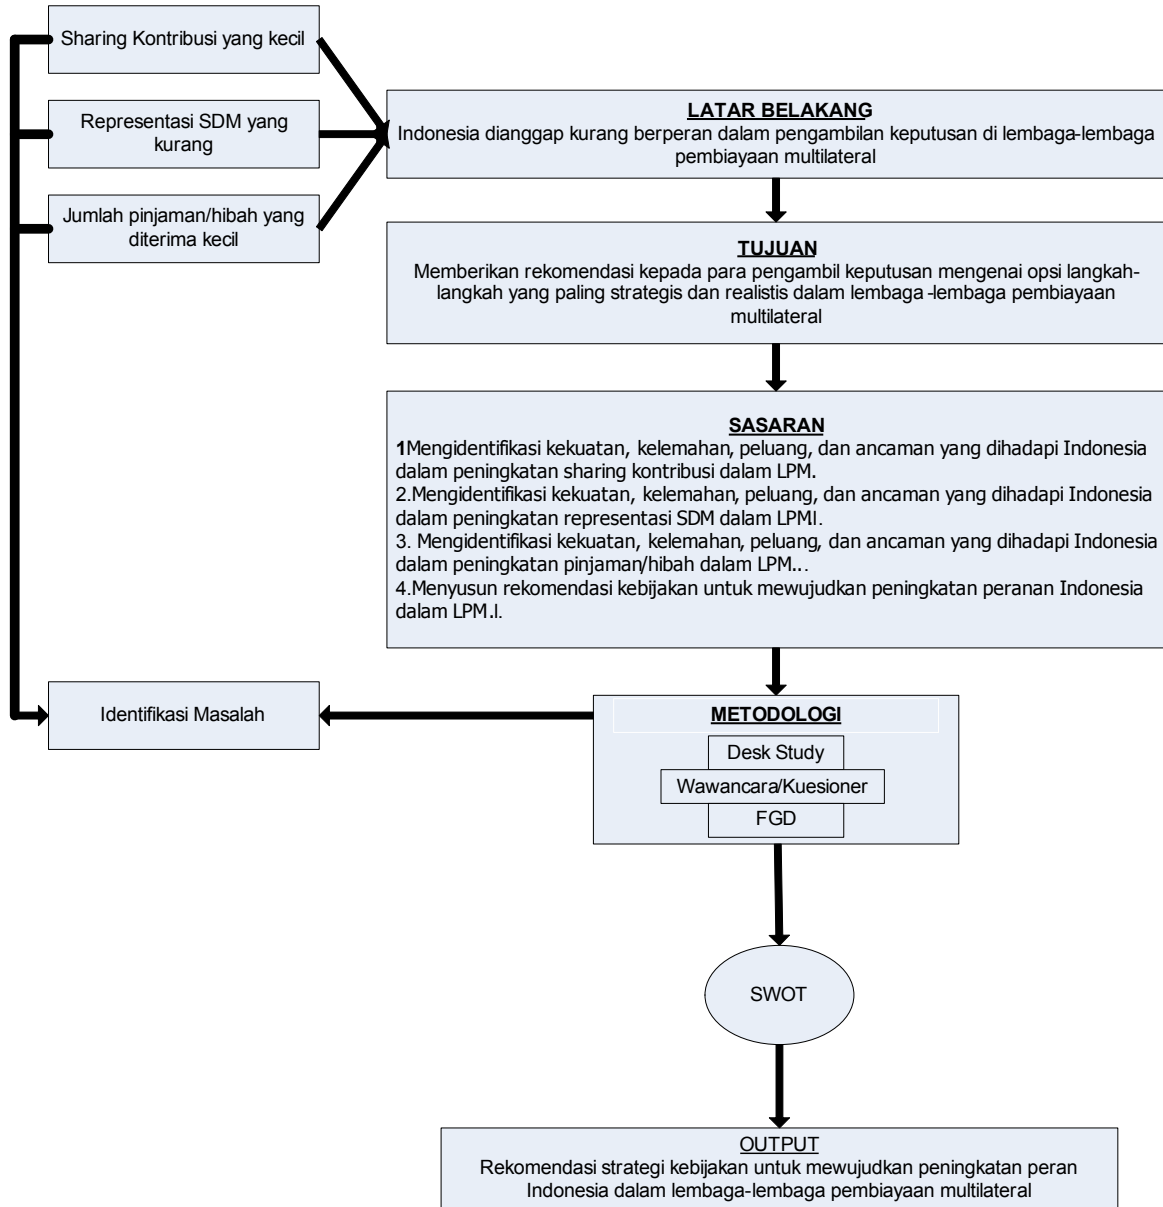 Sharing Kontribusi yang kecil
Representasi SDM yang
kurang
Jumlah pinjaman/hibah yang
diterima kecil
LATAR BELAKANG
Indonesia dianggap kurang berperan dalam pengambilan keputusan di lembaga-lembaga
pembiayaan multilateral
TUJUAN
Memberikan rekomendasi kepada para pengambil keputusan mengenai opsi langkah-
langkah yang paling strategis dan realistis dalam lembaga-lembaga pembiayaan
multilateral
SASARAN
1Mengidentifikasi kekuatan, kelemahan, peluang, dan ancaman yang dihadapi Indonesia
dalam peningkatan sharing kontribusi dalam LPM.
2.Mengidentifikasi kekuatan, kelemahan, peluang, dan ancaman yang dihadapi Indonesia
dalam peningkatan representasi SDM dalam LPMI.
3. Mengidentifikasi kekuatan, kelemahan, peluang, dan ancaman yang dihadapi Indonesia
dalam peningkatan pinjaman/hibah dalam LPM...
4.Menyusun rekomendasi kebijakan untuk mewujudkan peningkatan peranan Indonesia
dalam LPM.I.
Identifikasi Masalah
METODOLOGI
Desk Study
Wawancara/Kuesioner
FGD
SWOT
OUTPUT
Rekomendasi strategi kebijakan untuk mewujudkan peningkatan peran
Indonesia dalam lembaga-lembaga pembiayaan multilateral